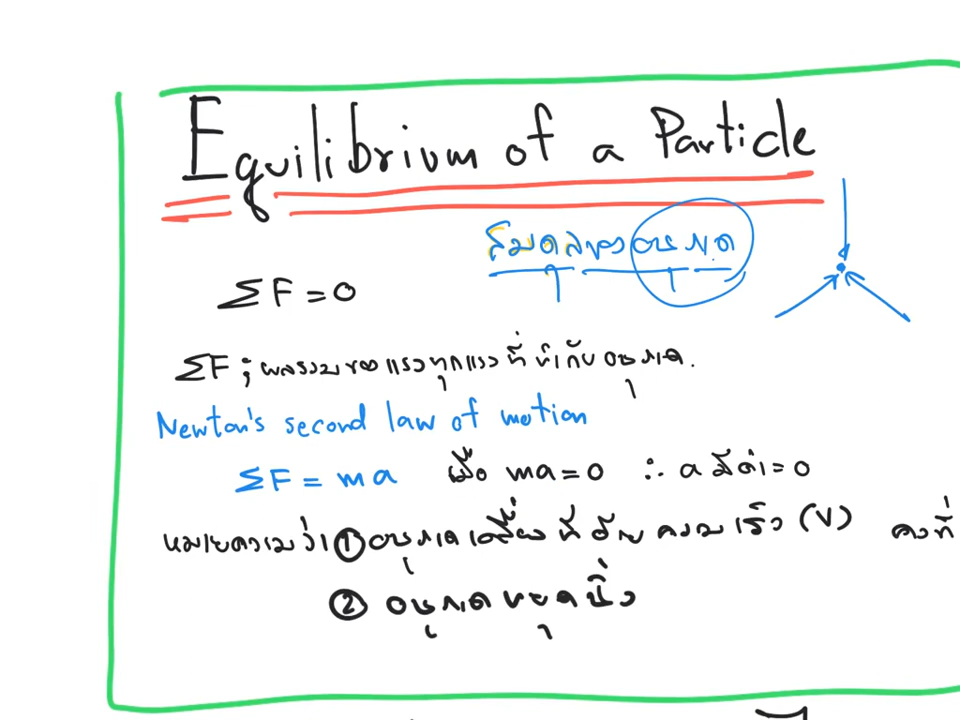 Equilibrium of a Particle
สมดุลของอนุภาค
ΣF = 0
ΣF ; ผลรวมของแรงทุกแรงที่ทำกับอนุภาค.
Newton's second law of motion
ΣF = ma เมื่อ ma = 0 ∴ a มีค่า = 0
หมายความว่า ① อนุภาคเคลื่อนที่ด้วยความเร็ว (V) คงที่
② อนุภาคหยุดนิ่ง